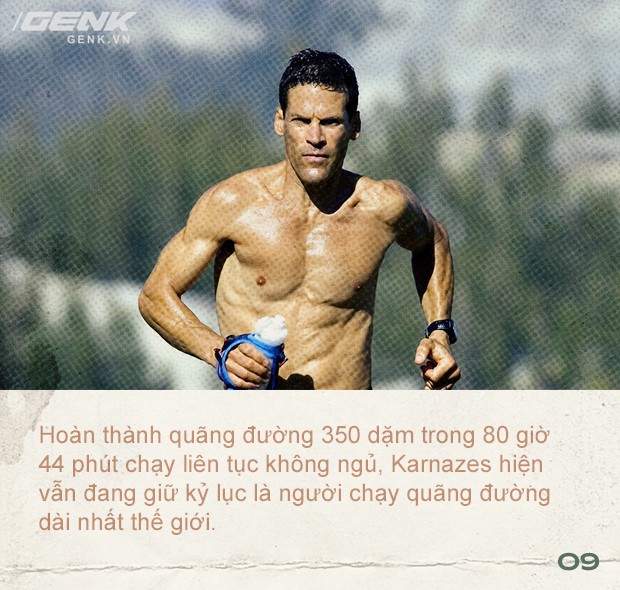 /GENK
GENK.VN
Hoàn thành quãng đường 350 dặm trong 80 giờ
44 phút chạy liên tục không ngủ, Karnazes hiện
vẫn đang giữ kỷ lục là người chạy quãng đường
dài nhất thế giới.
09